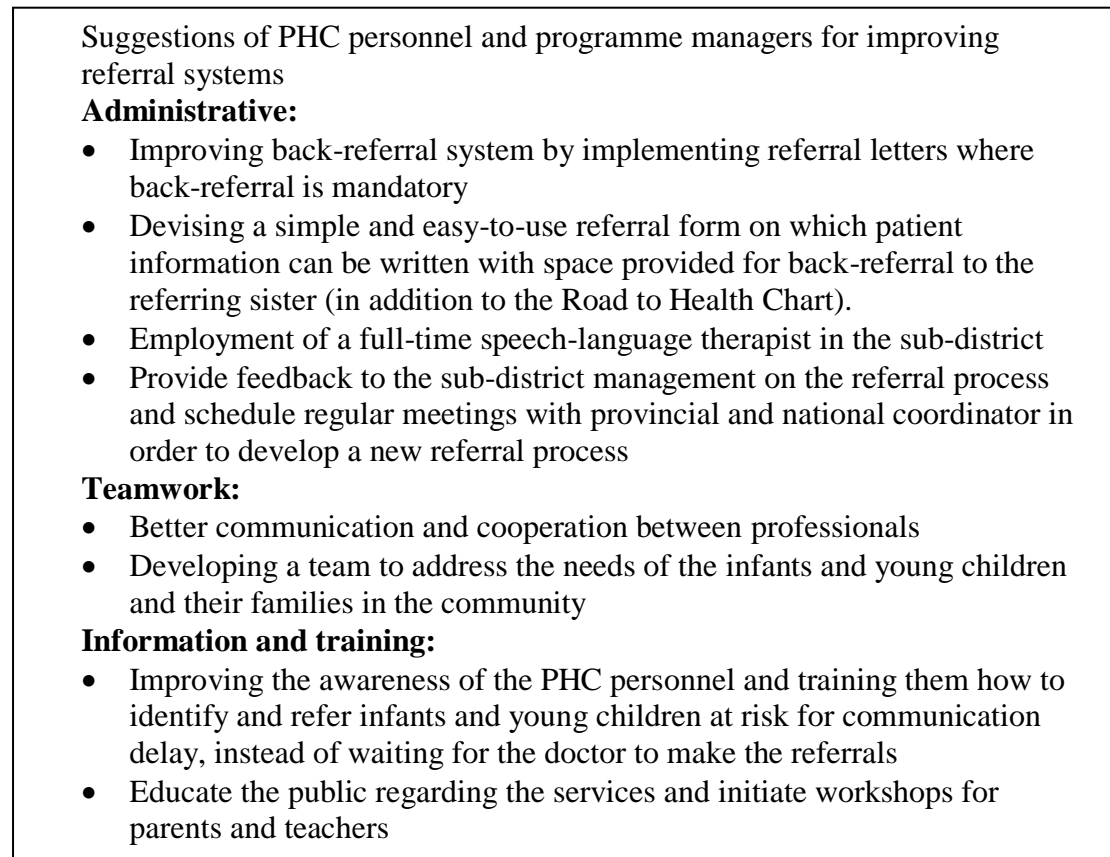 Suggestions of PHC personnel and programme managers for improving
referral systems
Administrative:
• Improving back-referral system by implementing referral letters where
back-referral is mandatory
• Devising a simple and easy-to-use referral form on which patient
information can be written with space provided for back-referral to the
referring sister (in addition to the Road to Health Chart).
• Employment of a full-time speech-language therapist in the sub-district
• Provide feedback to the sub-district management on the referral process
and schedule regular meetings with provincial and national coordinator in
order to develop a new referral process
Teamwork:
• Better communication and cooperation between professionals
• Developing a team to address the needs of the infants and young children
and their families in the community
Information and training:
• Improving the awareness of the PHC personnel and training them how to
identify and refer infants and young children at risk for communication
delay, instead of waiting for the doctor to make the referrals
• Educate the public regarding the services and initiate workshops for
parents and teachers